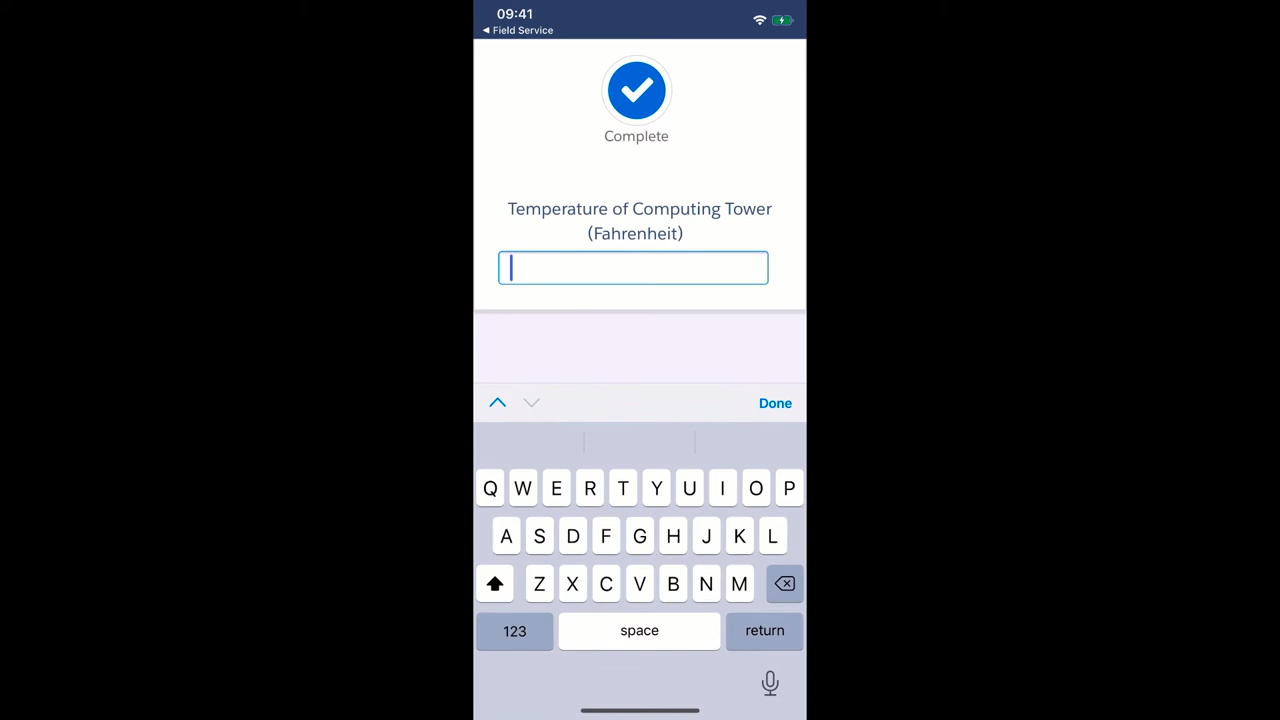 09:41
◀ Field Service
Complete
Temperature of Computing Tower
(Fahrenheit)
Done
Q W E R T Y U I O P
A S D F G H J K L
Z X C V B N M
123 space return